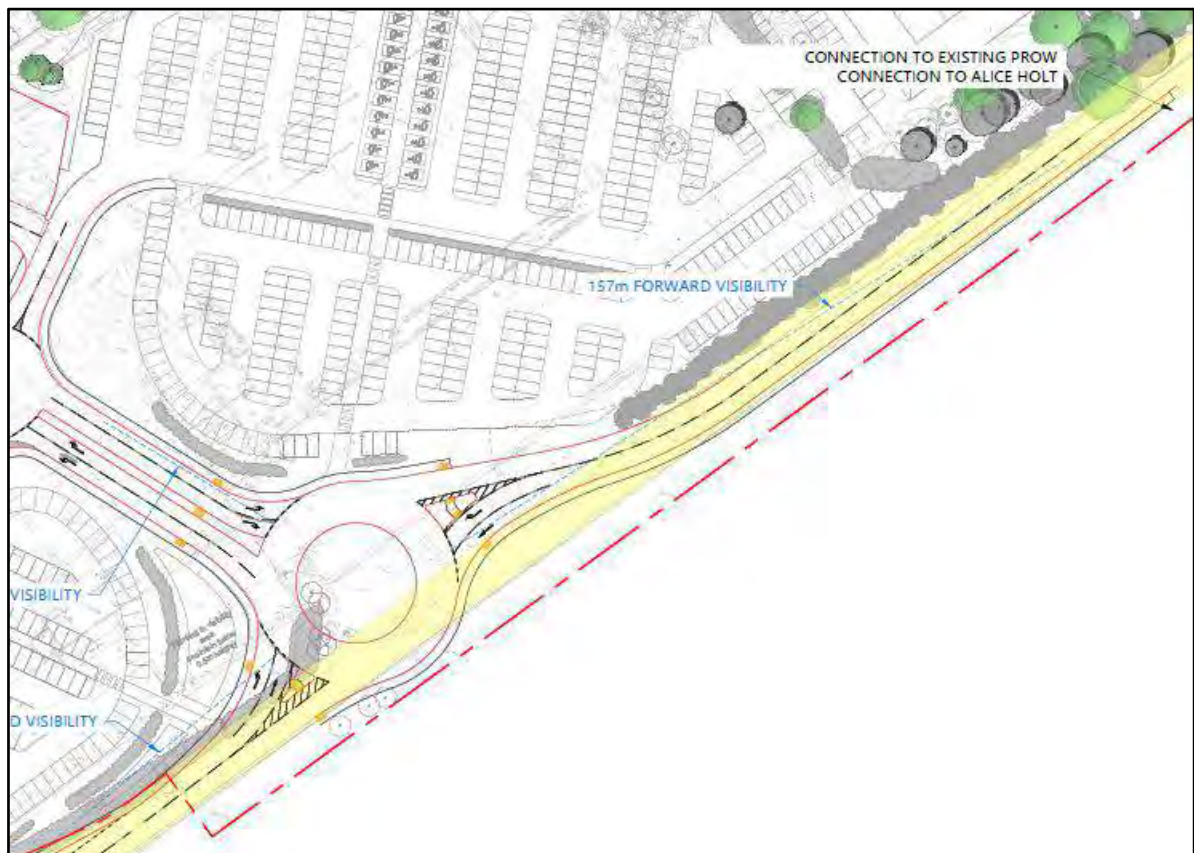 CONNECTION TO EXISTING PROW
CONNECTION TO ALICE HOLT
157m FORWARD VISIBILITY
VISIBILITY
D VISIBILITY